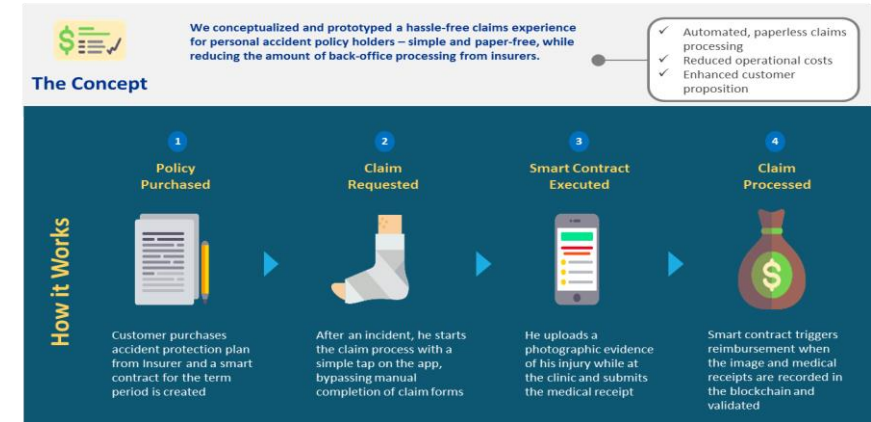 We conceptualized and prototyped a hassle-free claims experience
for personal accident policy holders – simple and paper-free, while
reducing the amount of back-office processing from insurers.
The Concept
✓ Automated, paperless claims
processing
✓ Reduced operational costs
✓ Enhanced customer
proposition
How it Works
1
Policy
Purchased
Customer purchases
accident protection plan
from Insurer and a smart
contract for the term
period is created
2
Claim
Requested
After an incident, he starts
the claim process with a
simple tap on the app,
bypassing manual
completion of claim forms
3
Smart Contract
Executed
He uploads a
photographic evidence
of his injury while at
the clinic and submits
the medical receipt
4
Claim
Processed
$
Smart contract triggers
reimbursement when
the image and medical
receipts are recorded in
the blockchain and
validated